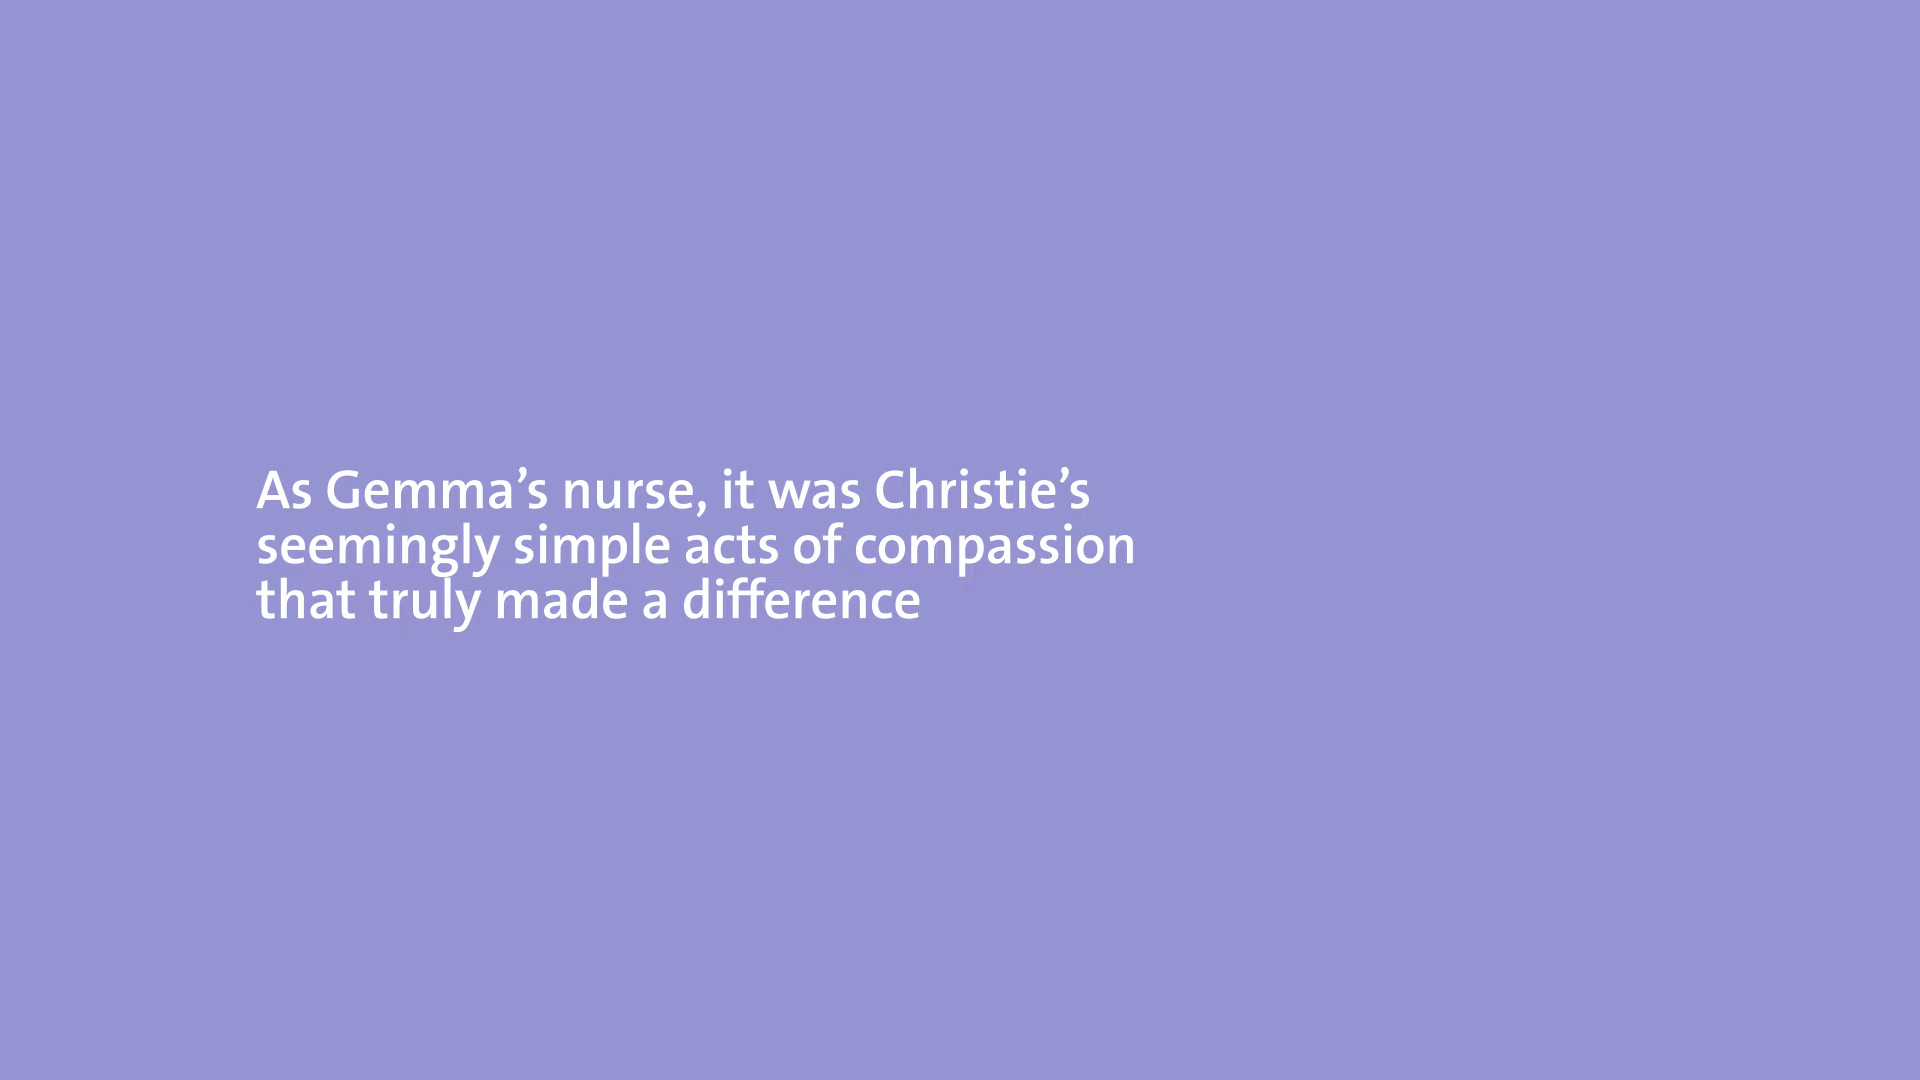 As Gemma’s nurse, it was Christie’s
seemingly simple acts of compassion
that truly made a difference